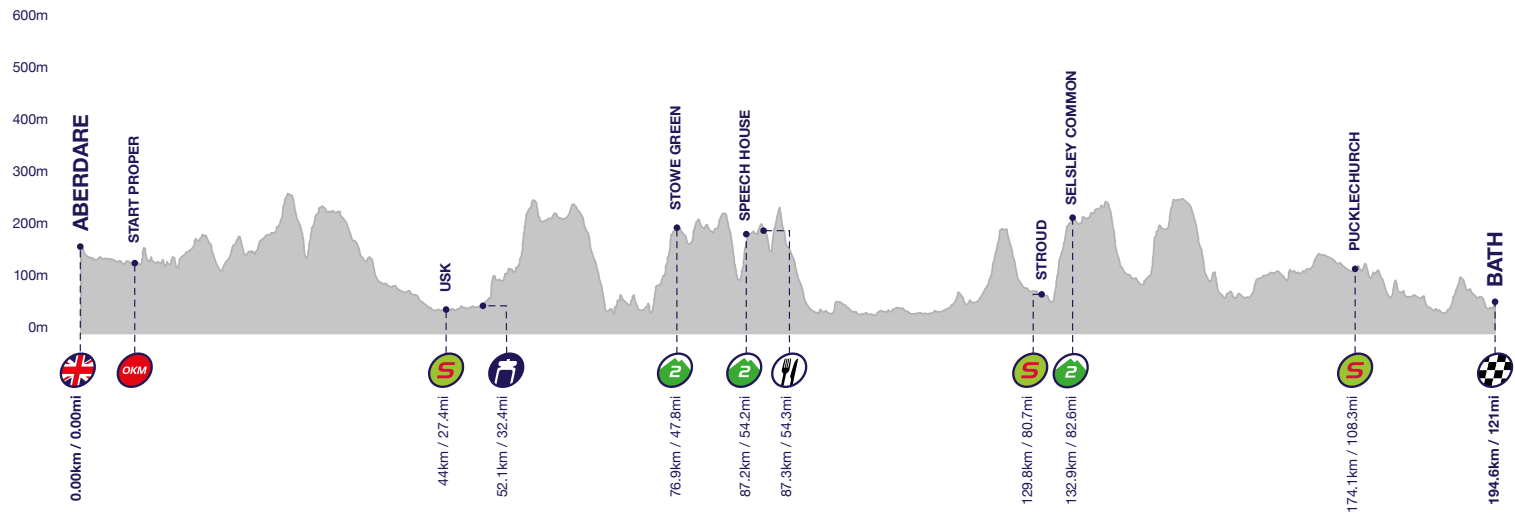 600m
500m
400m
300m
200m
100m
0m
ABERDARE
START PROPER
USK
STOWE GREEN
SPEECH HOUSE
STROUD
SELSLEY COMMON
PUCKLECHURCH
BATH
OKM
S
2
2
S
2
S
0.00km / 0.00mi
44km / 27.4mi
52.1km / 32.4mi
76.9km / 47.8mi
87.2km / 54.2mi
87.3km / 54.3mi
129.8km / 80.7mi
132.9km / 82.6mi
174.1km / 108.3mi
194.6km / 121mi